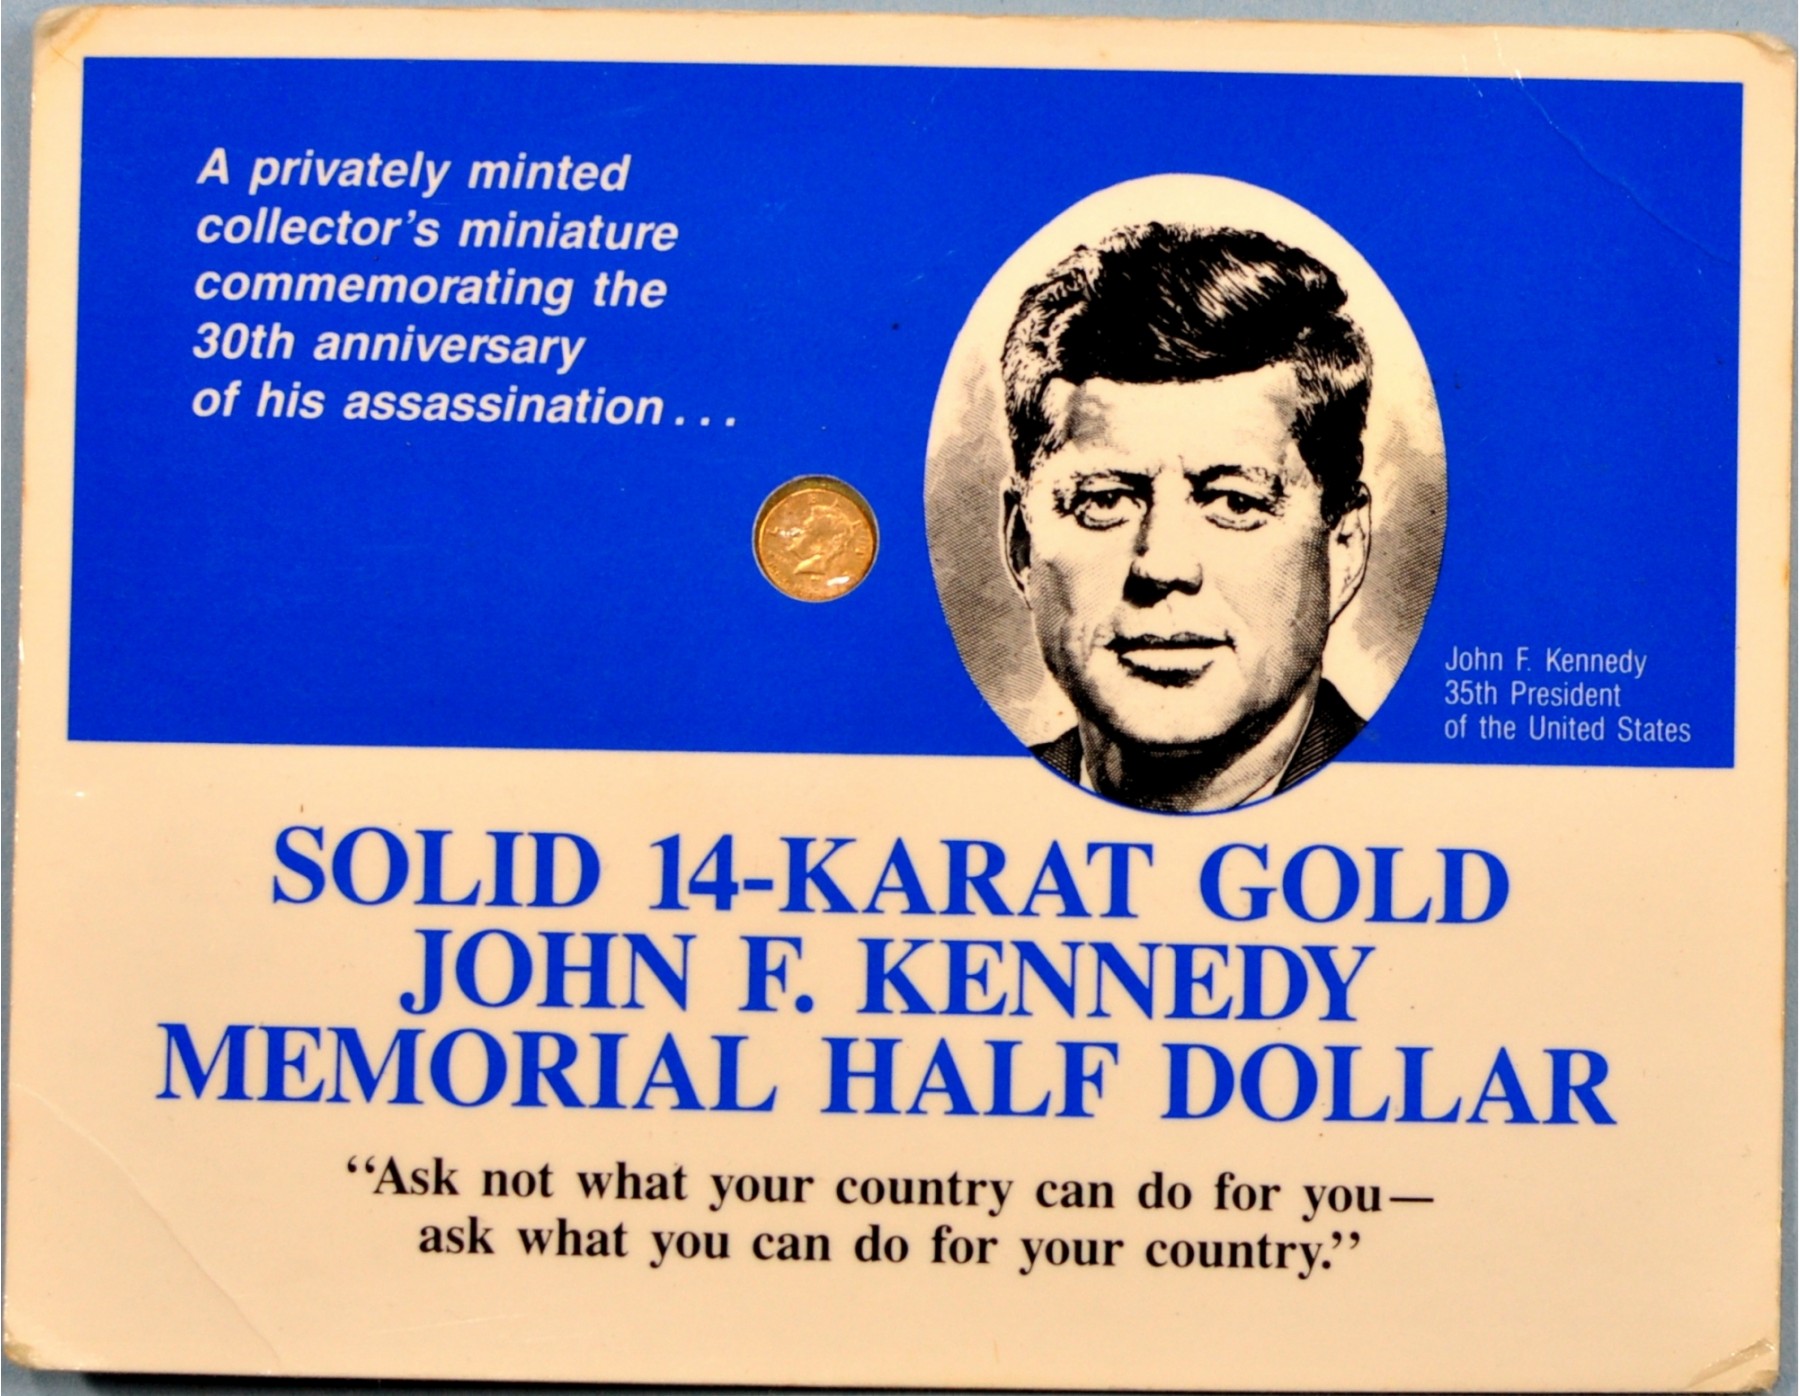 A privately minted
collector's miniature
commemorating the
30th anniversary
of his assassination...
John F. Kennedy
35th President
of the United States
SOLID 14-KARAT GOLD
JOHN F. KENNEDY
MEMORIAL HALF DOLLAR
“Ask not what your country can do for you—
ask what you can do for your country.”